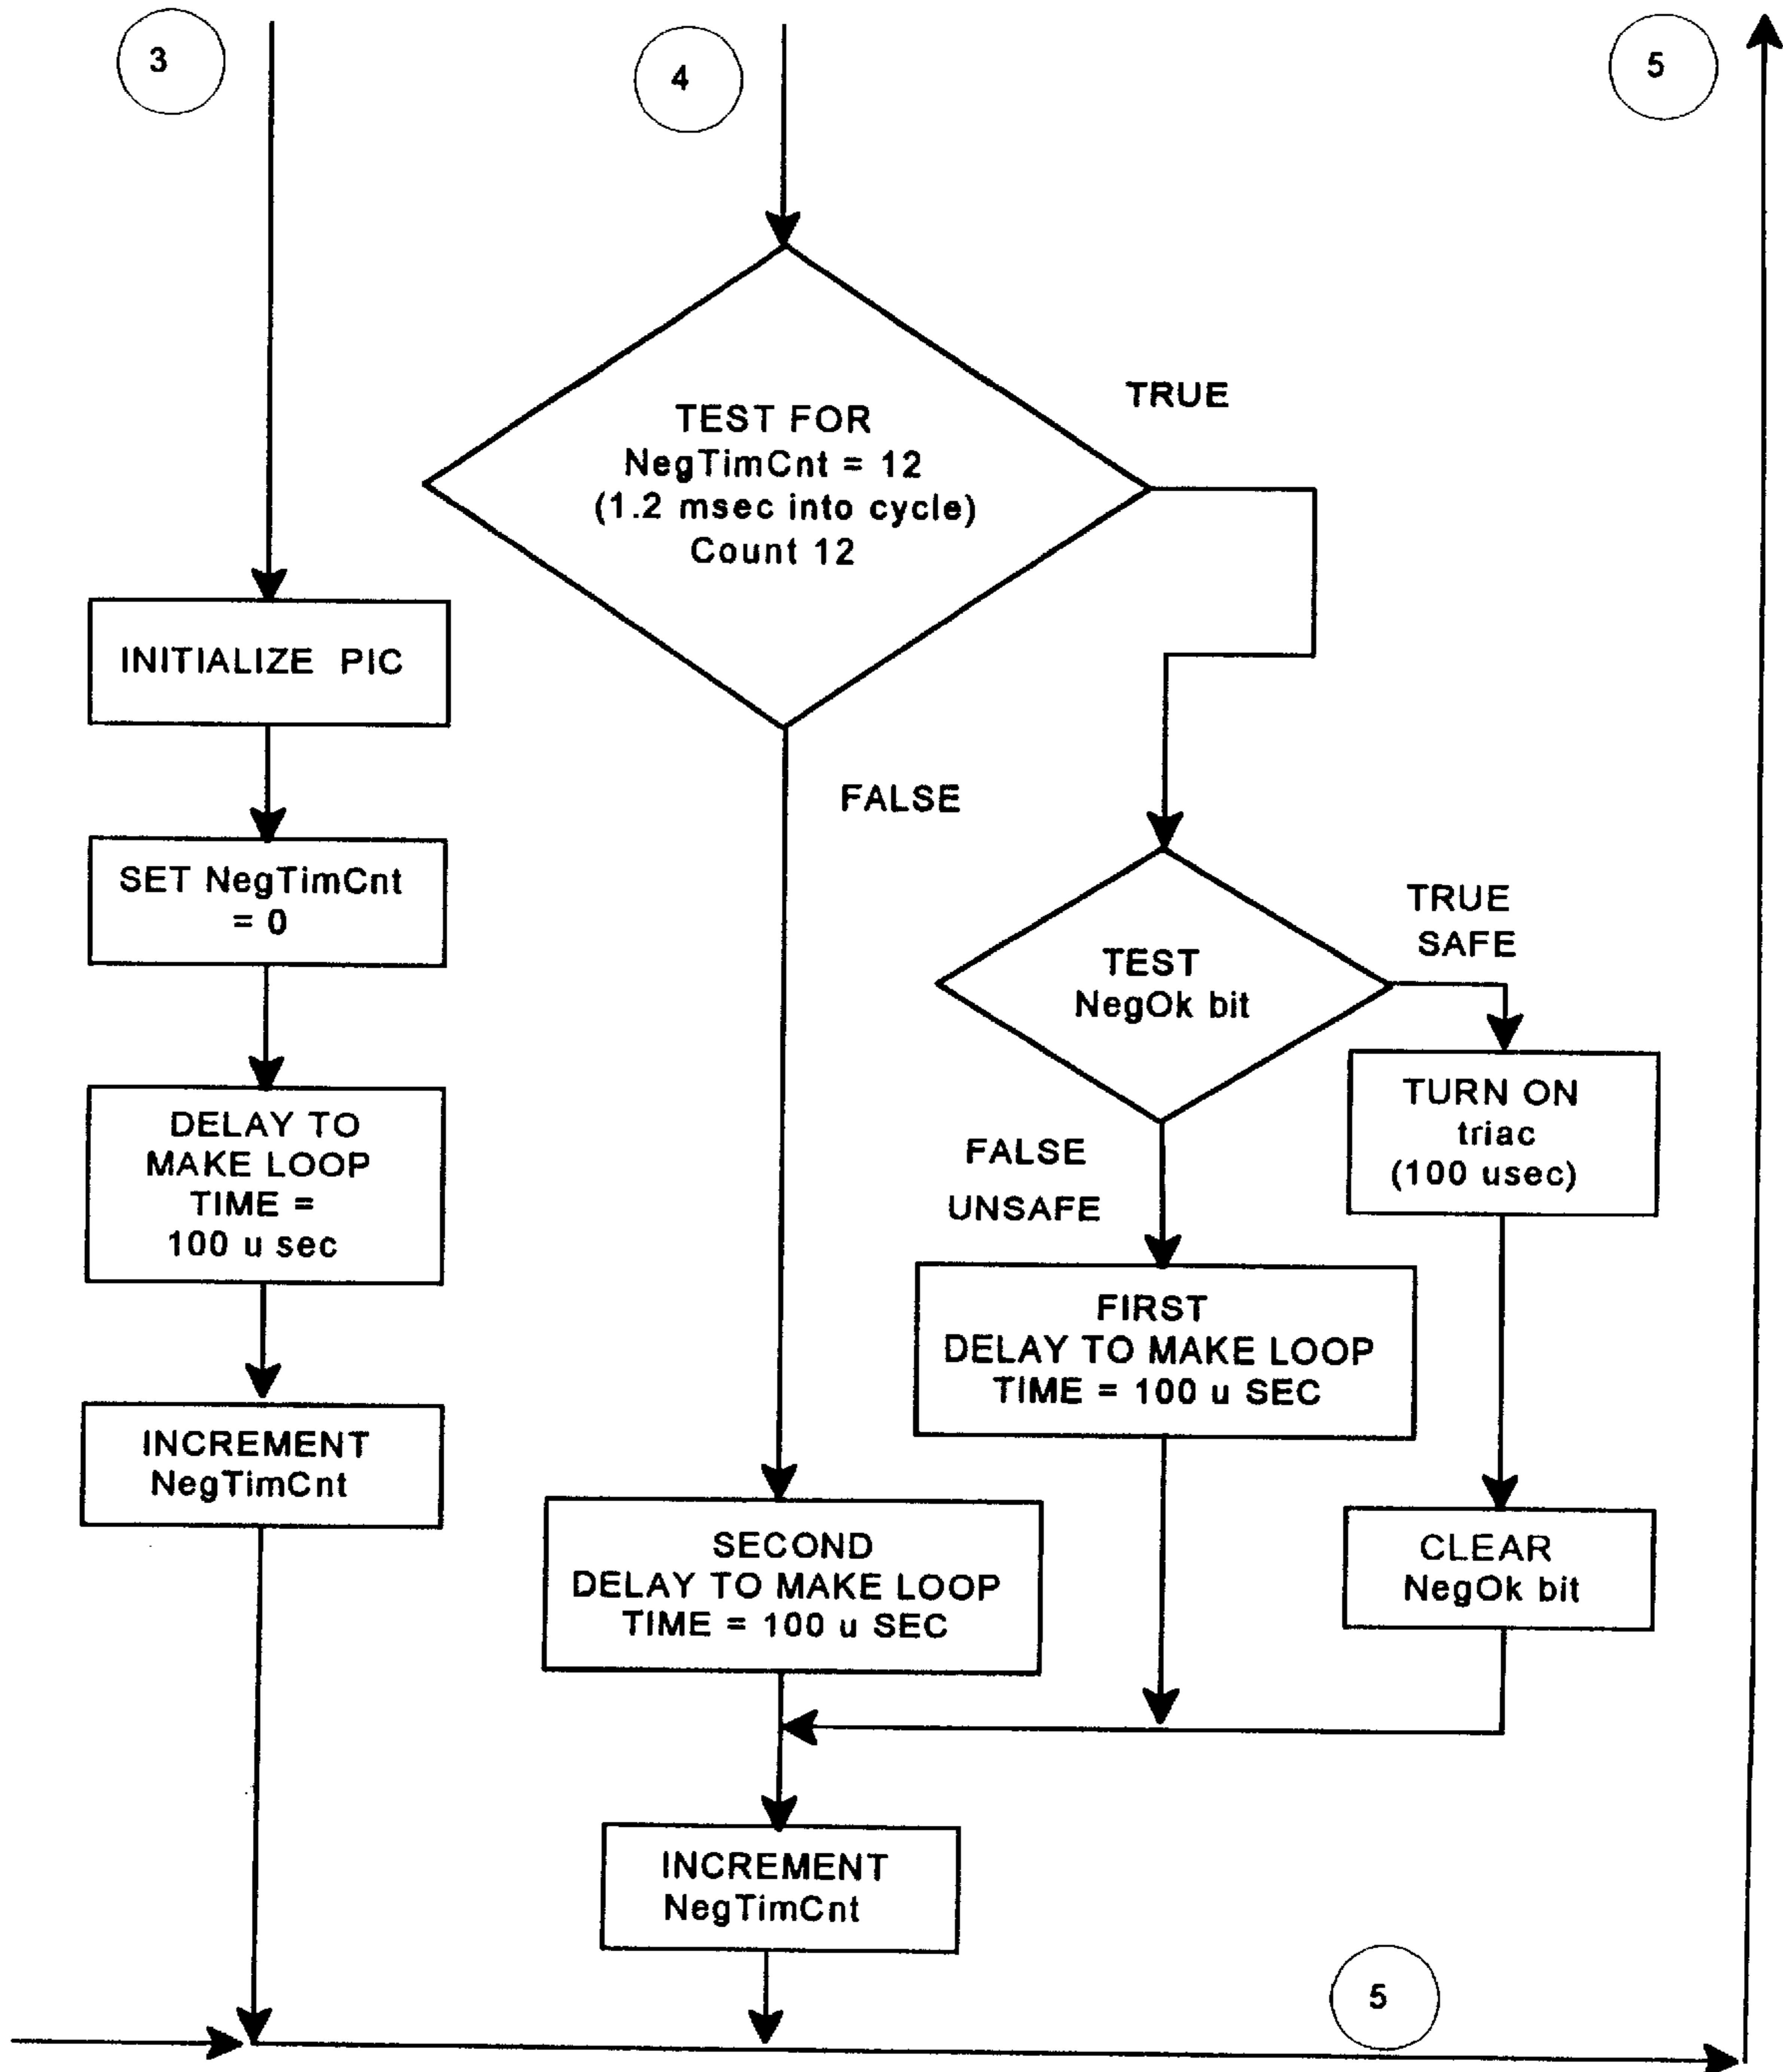 3
4
5
TEST FOR
NegTimCnt = 12
(1.2 msec into cycle)
Count 12
TRUE
FALSE
INITIALIZE PIC
SET NegTimCnt
= 0
DELAY TO
MAKE LOOP
TIME =
100 u sec
INCREMENT
NegTimCnt
TEST
NegOk bit
TRUE
SAFE
FALSE
UNSAFE
TURN ON
triac
(100 usec)
FIRST
DELAY TO MAKE LOOP
TIME = 100 u SEC
SECOND
DELAY TO MAKE LOOP
TIME = 100 u SEC
CLEAR
NegOk bit
INCREMENT
NegTimCnt
5